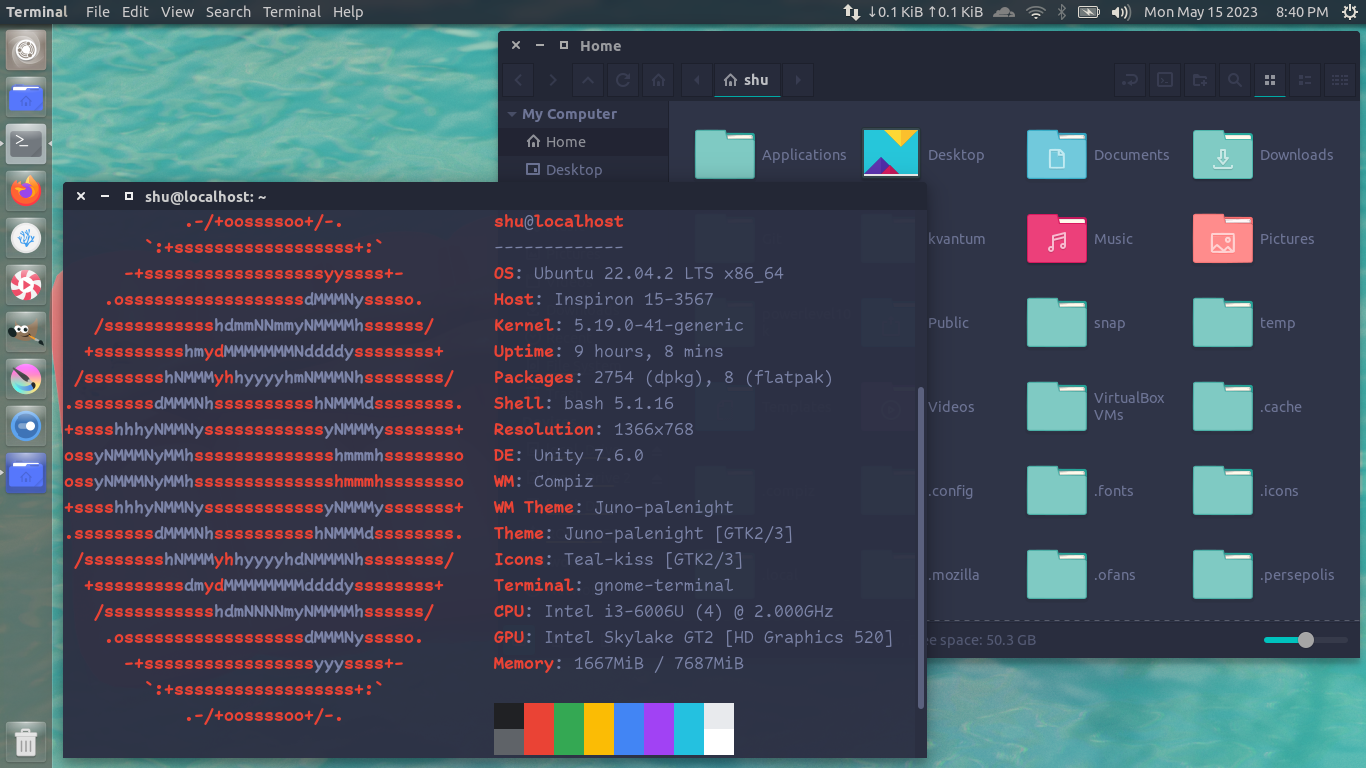 Terminal File Edit View Search Terminal Help ↓0.1 KiB ↑0.1 KiB Mon May 15 2023 8:40 PM
Home
shu
My Computer
Home
Desktop
Applications
Desktop
Documents
Downloads
kvantum
Music
Pictures
Public
snap
temp
Videos
VirtualBox
VMs
.cache
.config
.fonts
.icons
.mozilla
.ofans
.persepolis
space: 50.3 GB
shu@localhost: ~
.-/+oossssoo+/-.
`:+ssssssssssssssssss+:`
-+ssssssssssssssssssyyssss+-
.ossssssssssssssssssdMMMNysssso.
/ssssssssssshdmmNNmmyNMMMMhssssss/
+ssssssssshmydMMMMMMMNddddyssssssss+
/sssssssshNMMMyhhyyyyhmNMMMNhssssssss/
.ssssssssdMMMNhsssssssssshNMMMdssssssss.
+sssshhhyNMMNyssssssssssssyNMMMysssssss+
ossyNMMMNyMMhsssssssssssssshmmmhssssssso
ossyNMMMNyMMhsssssssssssssshmmmhssssssso
+sssshhhyNMMNyssssssssssssyNMMMysssssss+
.ssssssssdMMMNhsssssssssshNMMMdssssssss.
/sssssssshNMMMyhhyyyyhdNMMMNhssssssss/
+sssssssssdmydMMMMMMMMddddyssssssss+
/ssssssssssshdmNNNNmyNMMMMhssssss/
.ossssssssssssssssssdMMMNysssso.
-+sssssssssssssssssyyyssss+-
`:+ssssssssssssssssss+:`
.-/+oossssoo+/-.
shu@localhost
-------------
OS: Ubuntu 22.04.2 LTS x86_64
Host: Inspiron 15-3567
Kernel: 5.19.0-41-generic
Uptime: 9 hours, 8 mins
Packages: 2754 (dpkg), 8 (flatpak)
Shell: bash 5.1.16
Resolution: 1366x768
DE: Unity 7.6.0
WM: Compiz
WM Theme: Juno-palenight
Theme: Juno-palenight [GTK2/3]
Icons: Teal-kiss [GTK2/3]
Terminal: gnome-terminal
CPU: Intel i3-6006U (4) @ 2.000GHz
GPU: Intel Skylake GT2 [HD Graphics 520]
Memory: 1667MiB / 7687MiB